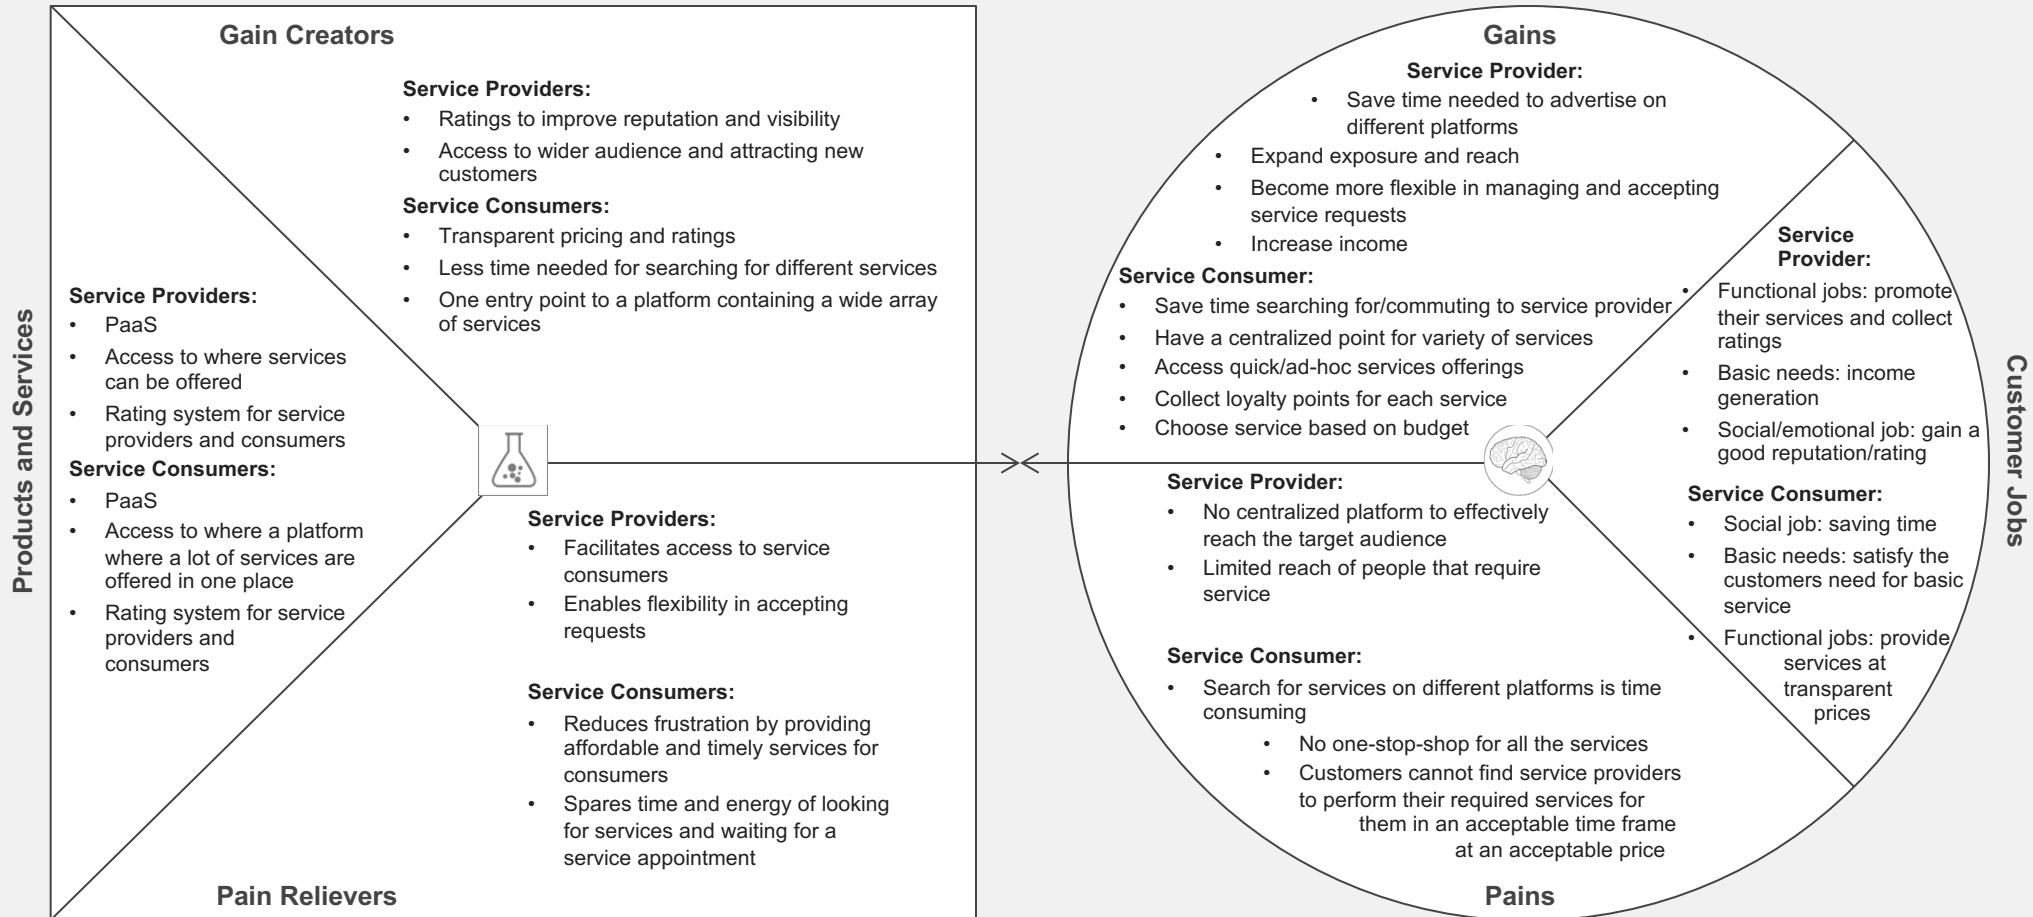 Gain Creators
Service Providers:
• Ratings to improve reputation and visibility
• Access to wider audience and attracting new
customers
Service Consumers:
• Transparent pricing and ratings
• Less time needed for searching for different services
• One entry point to a platform containing a wide array
of services
Products and Services
Service Providers:
• PaaS
• Access to where services
can be offered
• Rating system for service
providers and consumers
Service Consumers:
• PaaS
• Access to where a platform
where a lot of services are
offered in one place
• Rating system for service
providers and
consumers
Service Providers:
• Facilitates access to service
consumers
• Enables flexibility in accepting
requests
Service Consumers:
• Reduces frustration by providing
affordable and timely services for
consumers
• Spares time and energy of looking
for services and waiting for a
service appointment
Pain Relievers
Gains
Service Provider:
• Save time needed to advertise on
different platforms
• Expand exposure and reach
• Become more flexible in managing and accepting
service requests
• Increase income
Service Consumer:
• Save time searching for/commuting to service provider
• Have a centralized point for variety of services
• Access quick/ad-hoc services offerings
• Collect loyalty points for each service
• Choose service based on budget
Service
Provider:
• Functional jobs: promote
their services and collect
ratings
• Basic needs: income
generation
• Social/emotional job: gain a
good reputation/rating
Service Consumer:
• Social job: saving time
• Basic needs: satisfy the
customers need for basic
service
• Functional jobs: provide
services at
transparent
prices
Customer Jobs
Service Provider:
• No centralized platform to effectively
reach the target audience
• Limited reach of people that require
service
Service Consumer:
• Search for services on different platforms is time
consuming
• No one-stop-shop for all the services
• Customers cannot find service providers
to perform their required services for
them in an acceptable time frame
at an acceptable price
Pains